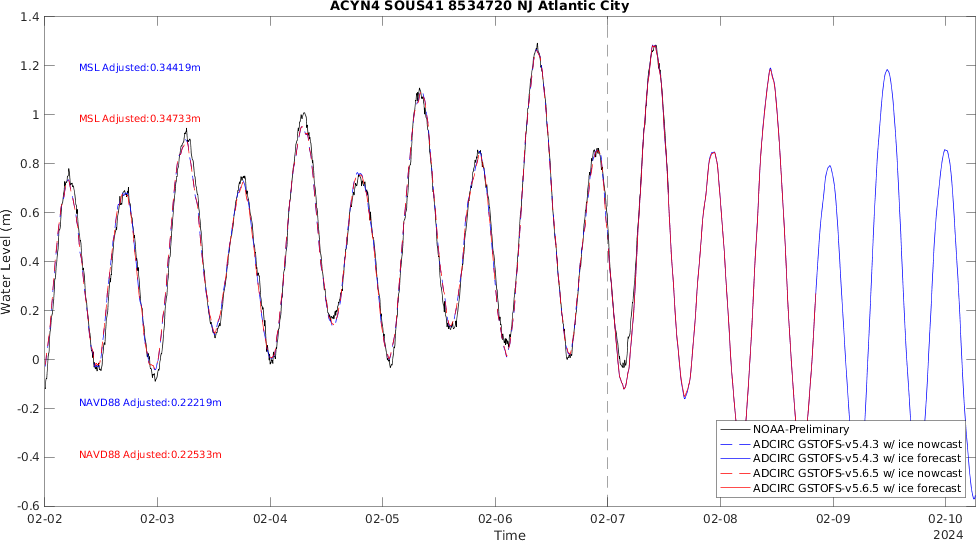 ACYN4 SOUS41 8534720 NJ Atlantic City
1.4
1.2
1
0.8
0.6
0.4
0.2
0
-0.2
-0.4
-0.6
Water Level (m)
MSL Adjusted:0.34419m
MSL Adjusted:0.34733m
NAVD88 Adjusted:0.22219m
NAVD88 Adjusted:0.22533m
NOAA-Preliminary
ADCIRC GSTOFS-v5.4.3 w/ ice nowcast
ADCIRC GSTOFS-v5.4.3 w/ ice forecast
ADCIRC GSTOFS-v5.6.5 w/ ice nowcast
ADCIRC GSTOFS-v5.6.5 w/ ice forecast
02-02 02-03 02-04 02-05 02-06 02-07 02-08 02-09 02-10
Time 2024